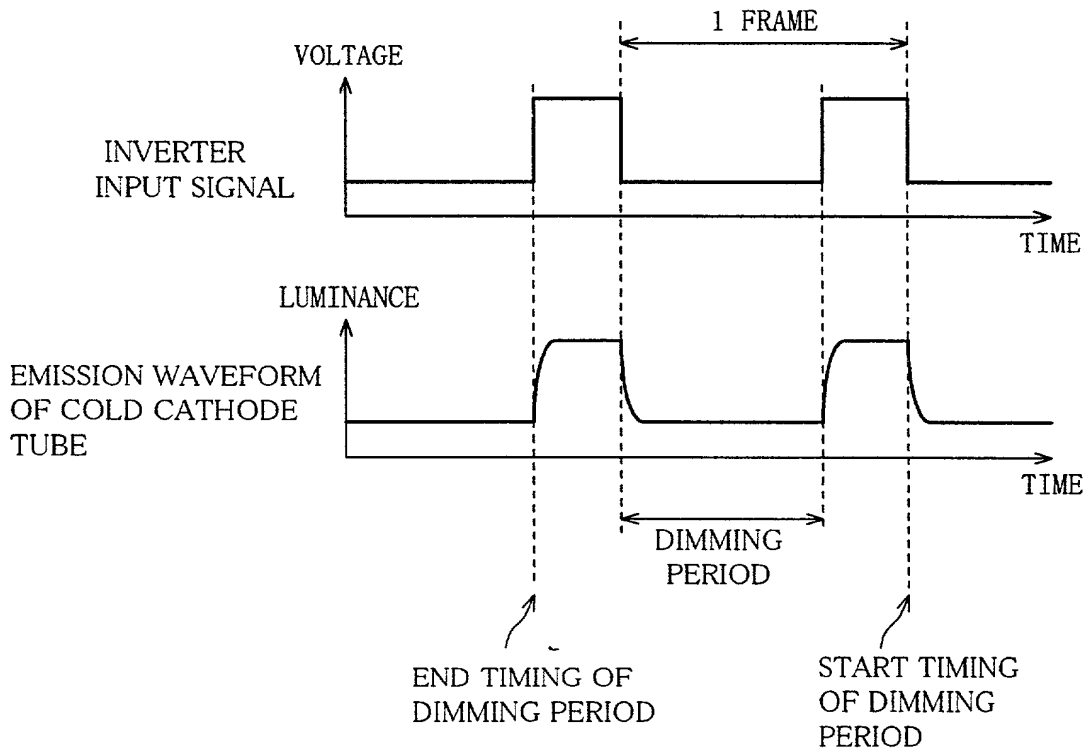 1 FRAME
VOLTAGE
INVERTER
INPUT SIGNAL
TIME
LUMINANCE
EMISSION WAVEFORM
OF COLD CATHODE
TUBE
TIME
DIMMING
PERIOD
END TIMING OF
DIMMING PERIOD
START TIMING
OF DIMMING
PERIOD